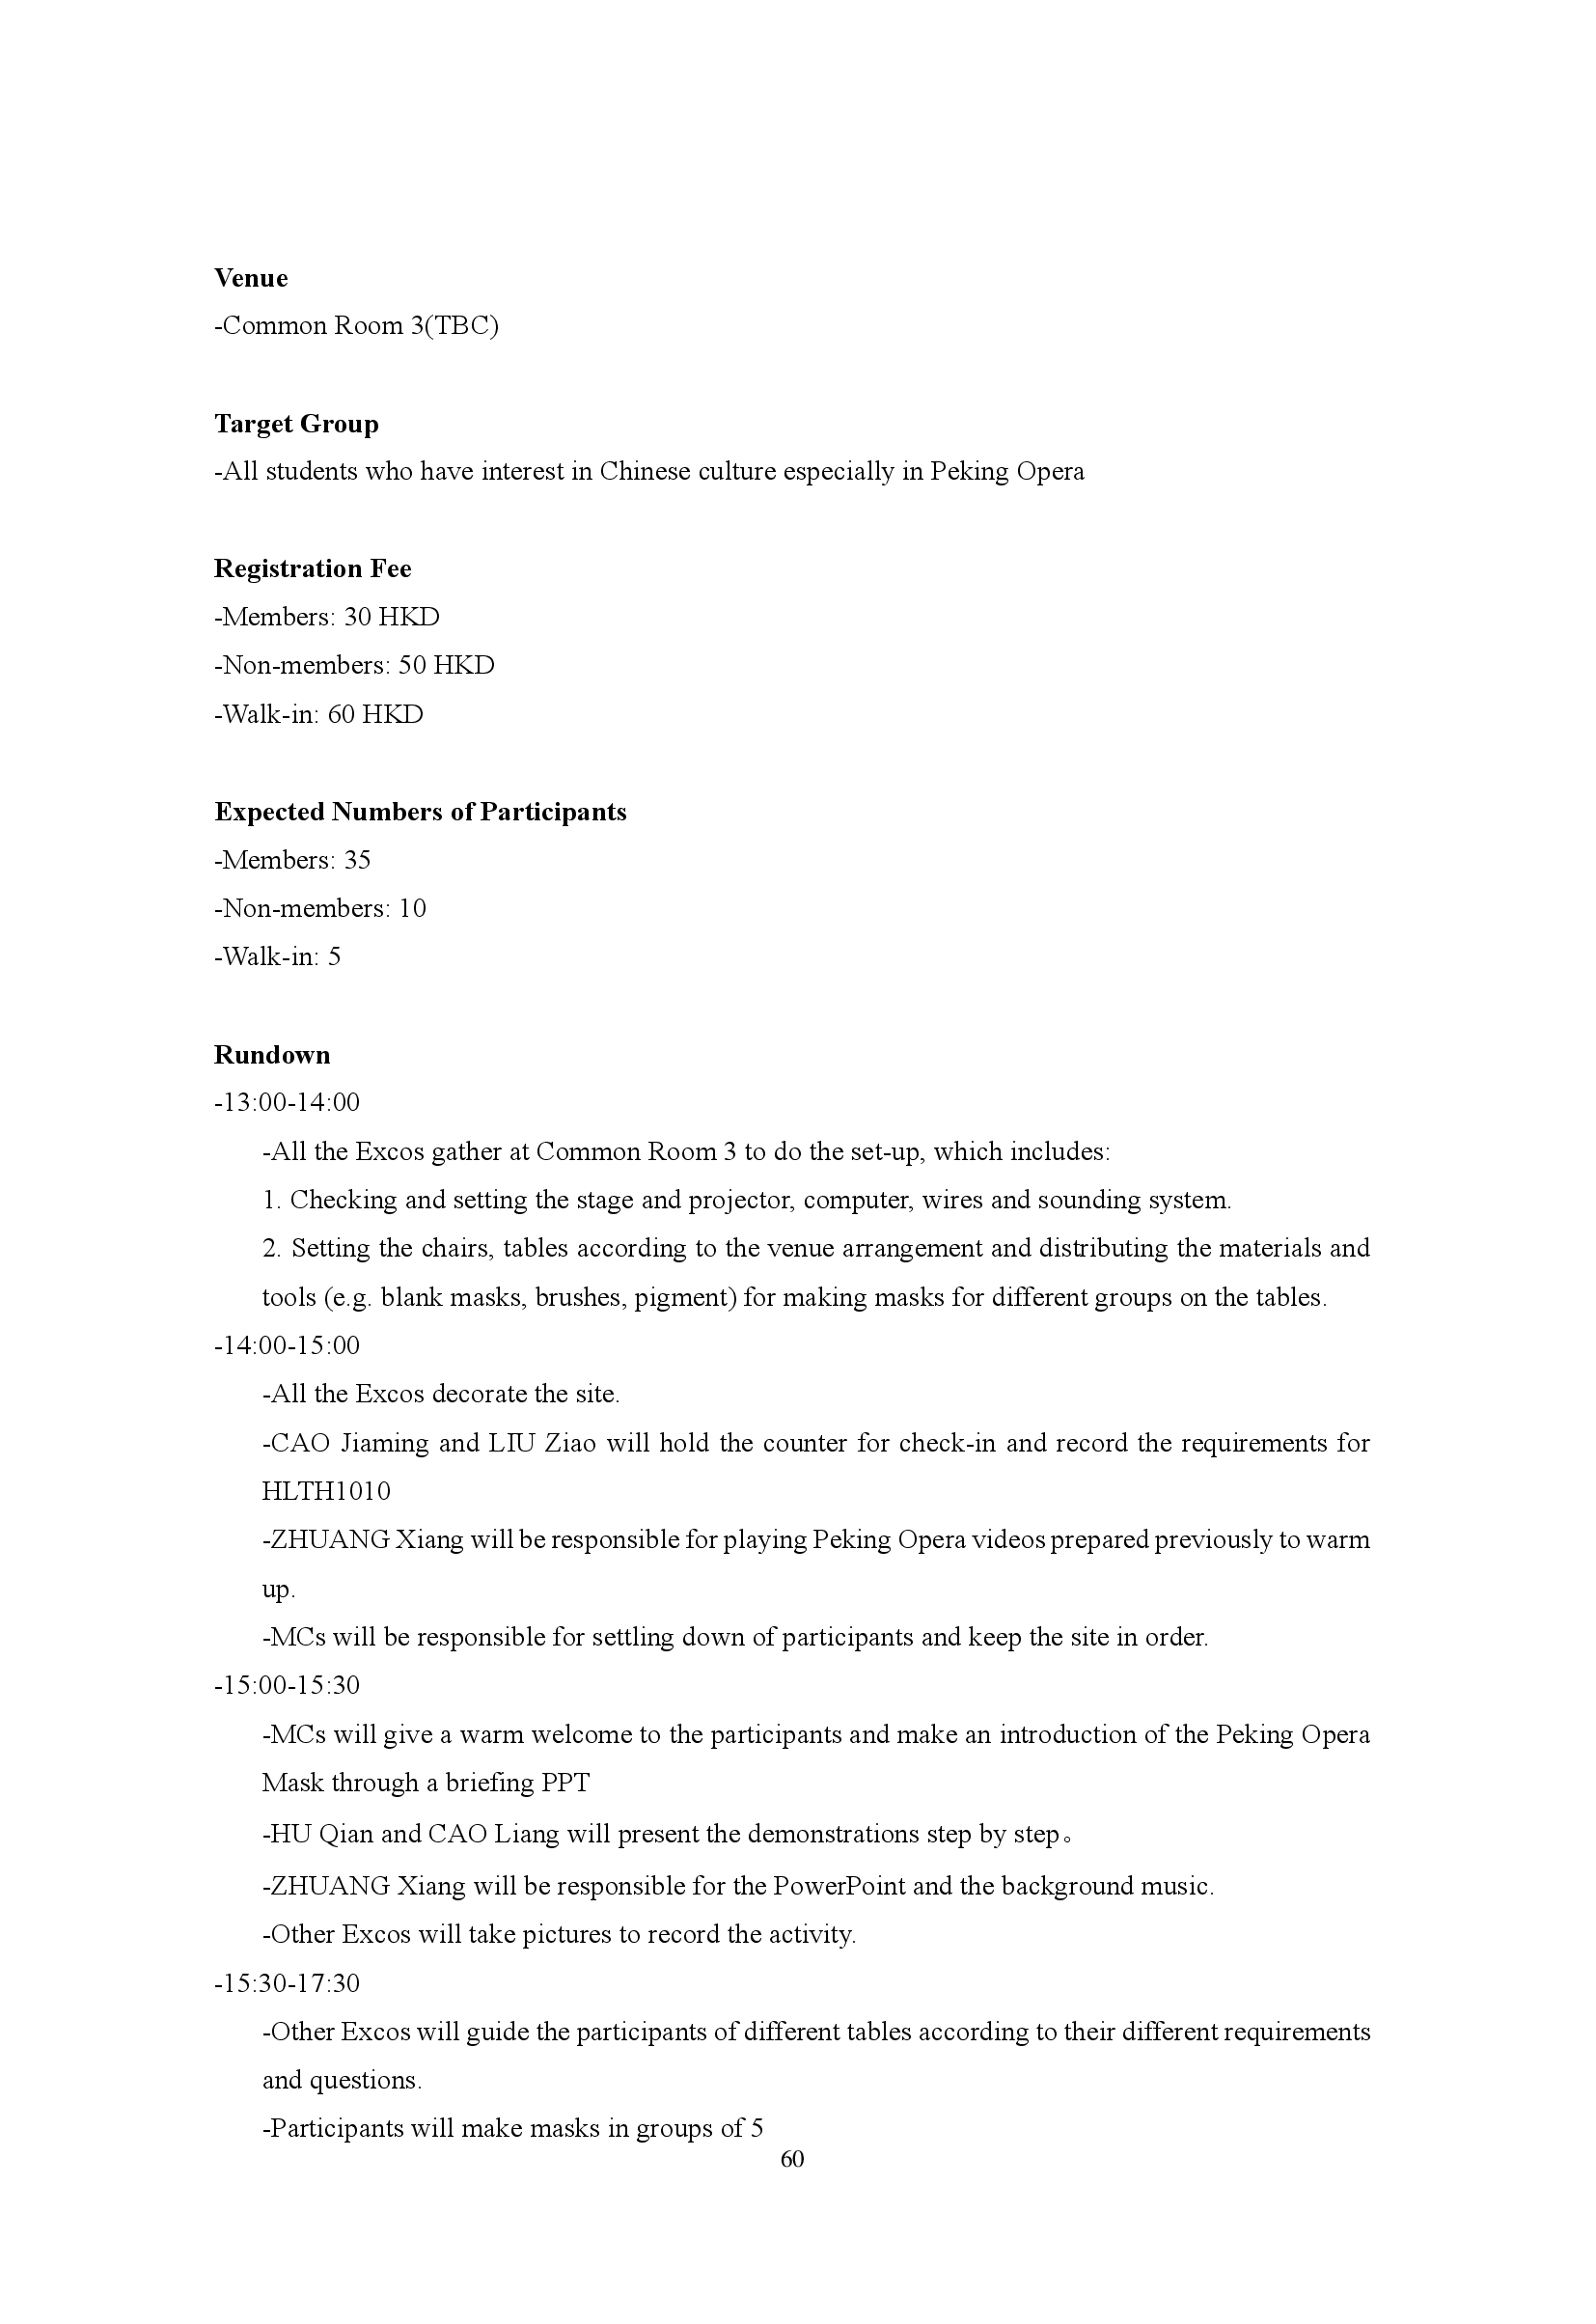 Venue
-Common Room 3(TBC)
Target Group
-All students who have interest in Chinese culture especially in Peking Opera
Registration Fee
-Members: 30 HKD
-Non-members: 50 HKD
-Walk-in: 60 HKD
Expected Numbers of Participants
-Members: 35
-Non-members: 10
-Walk-in: 5
Rundown
-13:00-14:00
-All the Excos gather at Common Room 3 to do the set-up, which includes:
1. Checking and setting the stage and projector, computer, wires and sounding system.
2. Setting the chairs, tables according to the venue arrangement and distributing the materials and
tools (e.g. blank masks, brushes, pigment) for making masks for different groups on the tables.
-14:00-15:00
-All the Excos decorate the site.
-CAO Jiaming and LIU Ziao will hold the counter for check-in and record the requirements for
HLTH1010
-ZHUANG Xiang will be responsible for playing Peking Opera videos prepared previously to warm
up.
-MCs will be responsible for settling down of participants and keep the site in order.
-15:00-15:30
-MCs will give a warm welcome to the participants and make an introduction of the Peking Opera
Mask through a briefing PPT
-HU Qian and CAO Liang will present the demonstrations step by step。
-ZHUANG Xiang will be responsible for the PowerPoint and the background music.
-Other Excos will take pictures to record the activity.
-15:30-17:30
-Other Excos will guide the participants of different tables according to their different requirements
and questions.
-Participants will make masks in groups of 5
60